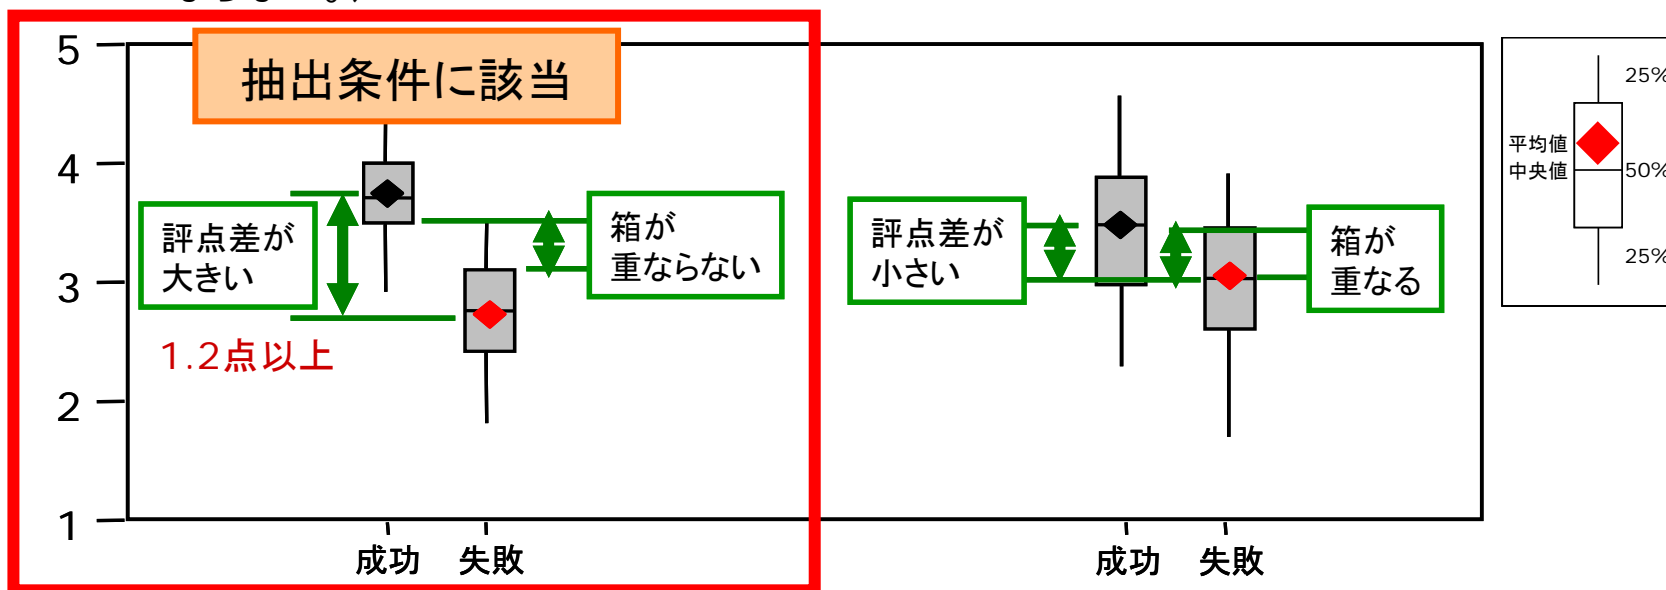 抽出条件に該当
5
4
3
2
1
評点差が
大きい
1.2点以上
箱が
重ならない
成功
失敗
評点差が
小さい
箱が
重なる
成功
失敗
25%
平均値
中央値
50%
25%